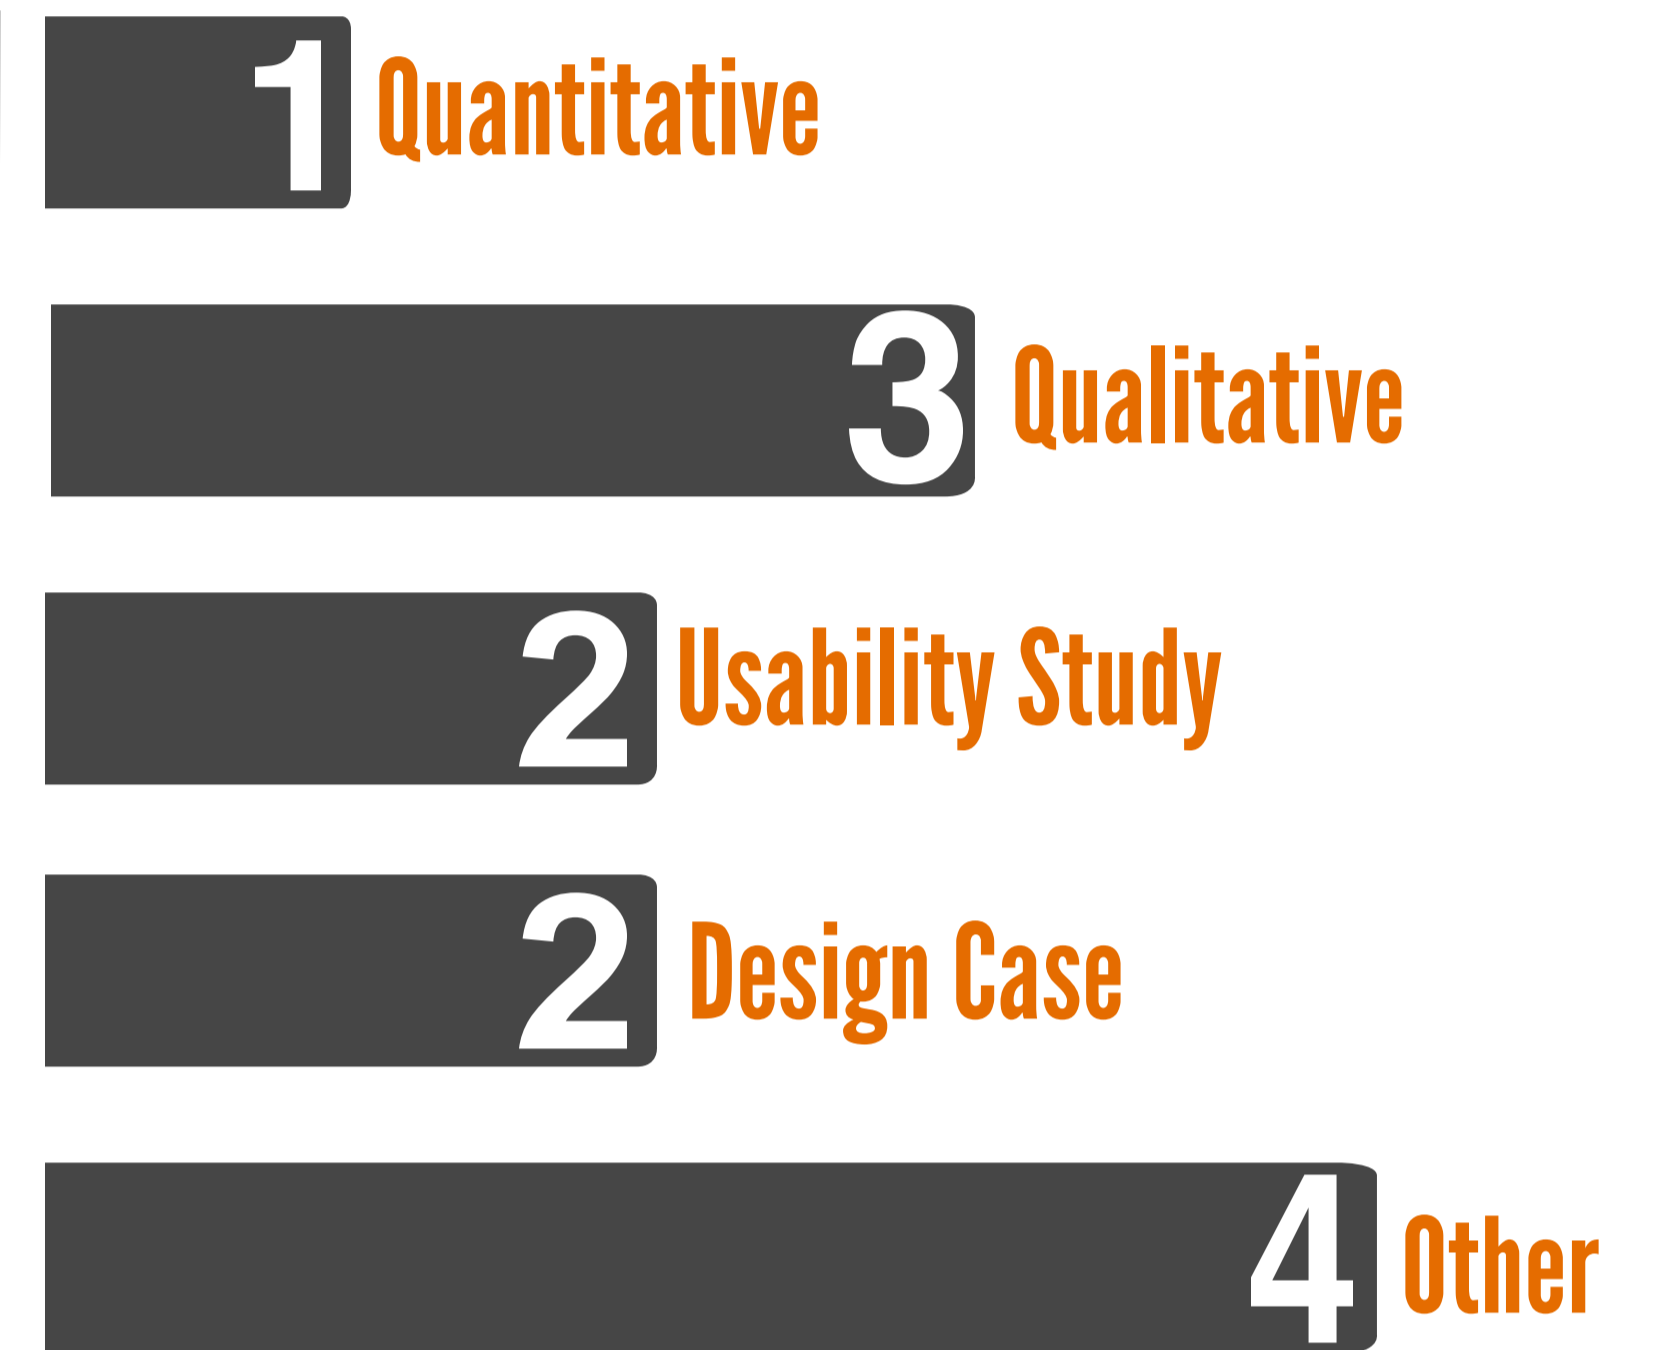 1 Quantitative
3 Qualitative
2 Usability Study
2 Design Case
4 Other